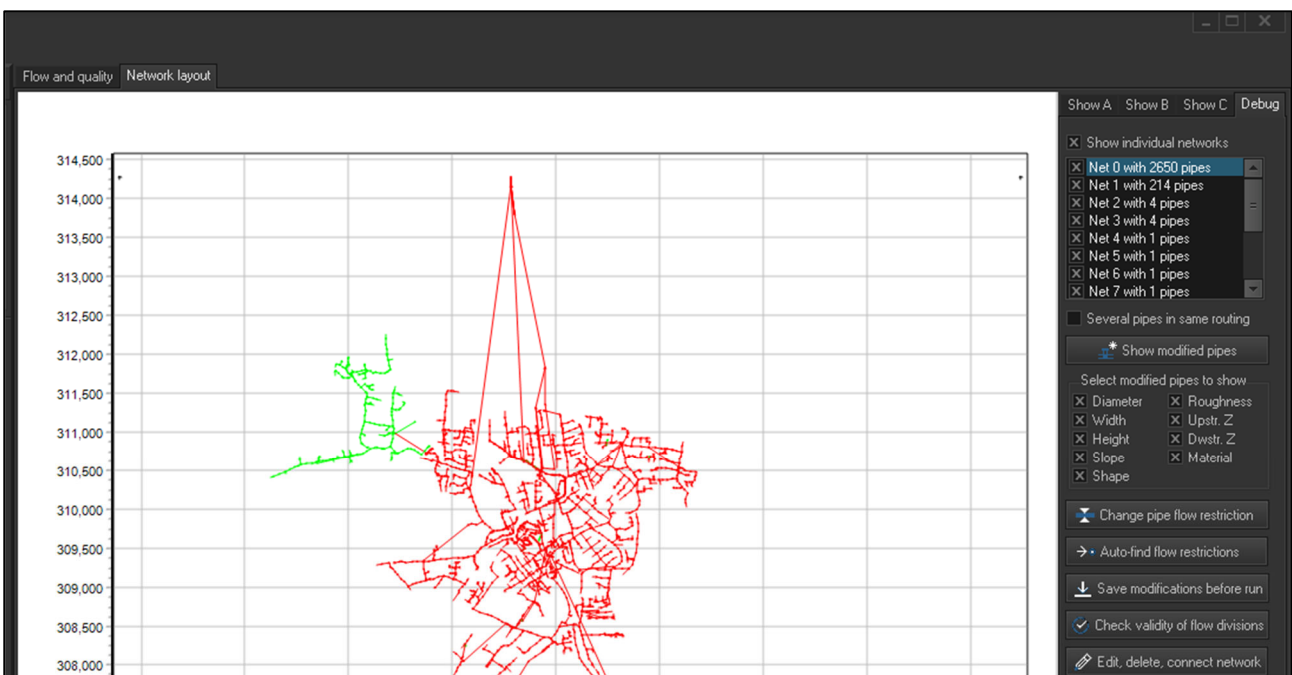 Flow and quality Network layout
Show A Show B Show C Debug
Show individual networks
Net 0 with 2650 pipes
Net 1 with 214 pipes
Net 2 with 4 pipes
Net 3 with 4 pipes
Net 4 with 1 pipes
Net 5 with 1 pipes
Net 6 with 1 pipes
Net 7 with 1 pipes
Several pipes in same routing
Show modified pipes
Select modified pipes to show
Diameter Roughness
Width Upstr. Z
Height Dwstr. Z
Slope Material
Shape
Change pipe flow restriction
Auto-find flow restrictions
Save modifications before run
Check validity of flow divisions
Edit, delete, connect network
314,500
314,000
313,500
313,000
312,500
312,000
311,500
311,000
310,500
310,000
309,500
309,000
308,500
308,000